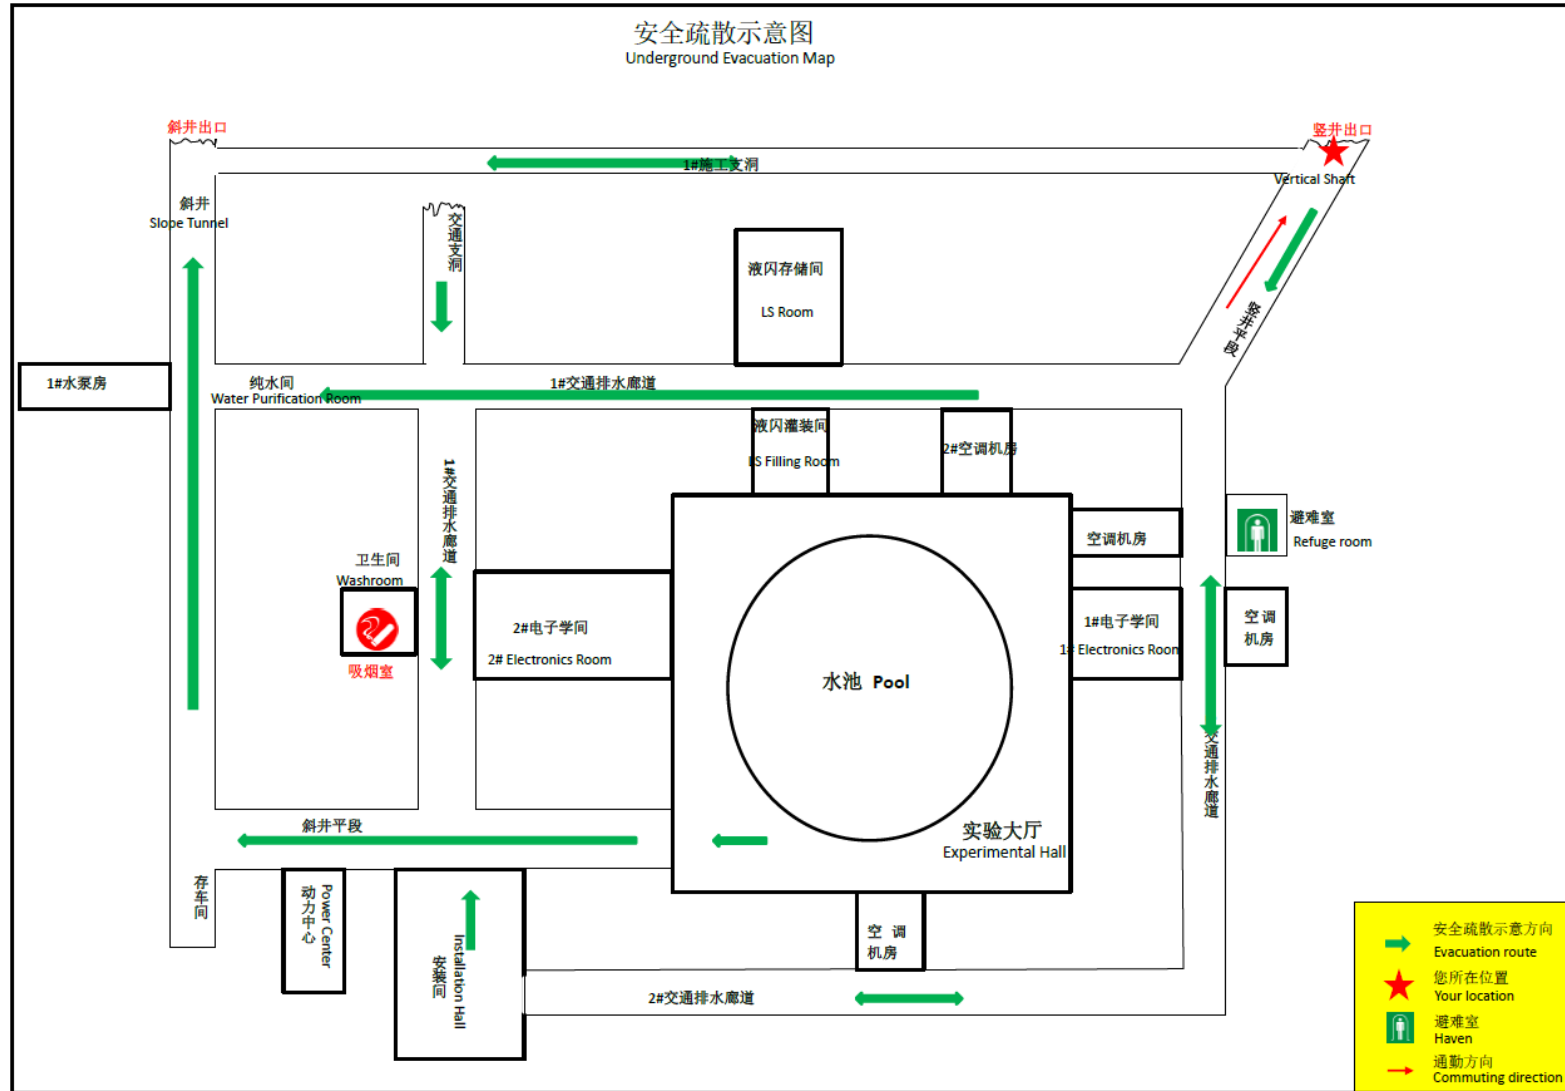 安全疏散示意图
Underground Evacuation Map
斜井出口
竖井出口
1#施工支洞
Vertical Shaft
斜井
Slope Tunnel
交通支洞
液闪存储间
LS Room
竖井平段
1#水泵房
纯水间
Water Purification Room
1#交通排水廊道
液闪灌装间
LS Filling Room
2#空调机房
1#交通排水廊道
空调机房
避难室
Refuge room
卫生间
Washroom
吸烟室
2#电子学间
2# Electronics Room
水池 Pool
1#电子学间
1# Electronics Room
空调
机房
交通排水廊道
斜井平段
实验大厅
Experimental Hall
存车间
Power Center
动力中心
Installation Hall
安装间
空 调
机房
2#交通排水廊道
安全疏散示意方向
Evacuation route
您所在位置
Your location
避难室
Haven
通勤方向
Commuting direction